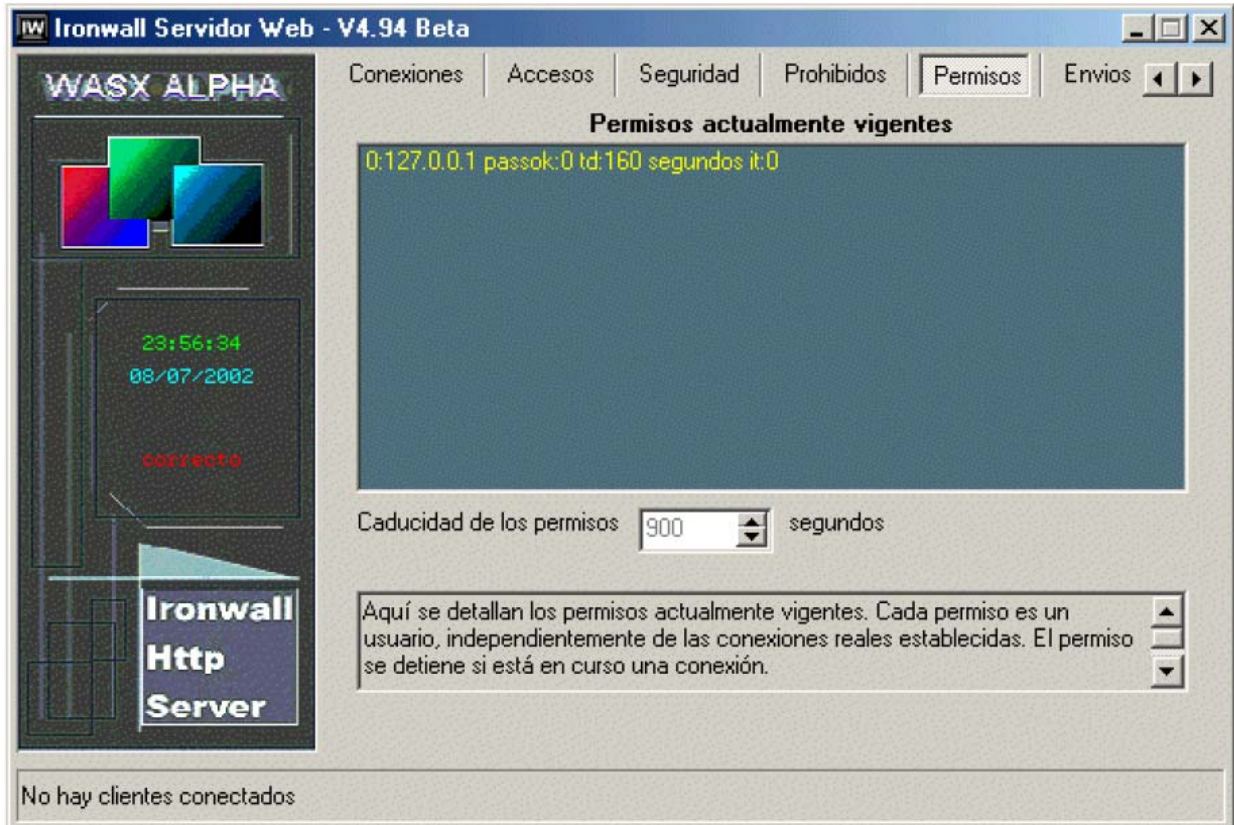 IW Ironwall Servidor Web - V4.94 Beta
WASX ALPHA
23:56:34
08/07/2002
correcto
Ironwall
Http
Server
Conexiones Accesos Seguridad Prohibidos Permisos Envios
Permisos actualmente vigentes
0:127.0.0.1 passok:0 td:160 segundos it:0
Caducidad de los permisos 900 segundos
Aquí se detallan los permisos actualmente vigentes. Cada permiso es un
usuario, independientemente de las conexiones reales establecidas. El permiso
se detiene si está en curso una conexión.
No hay clientes conectados